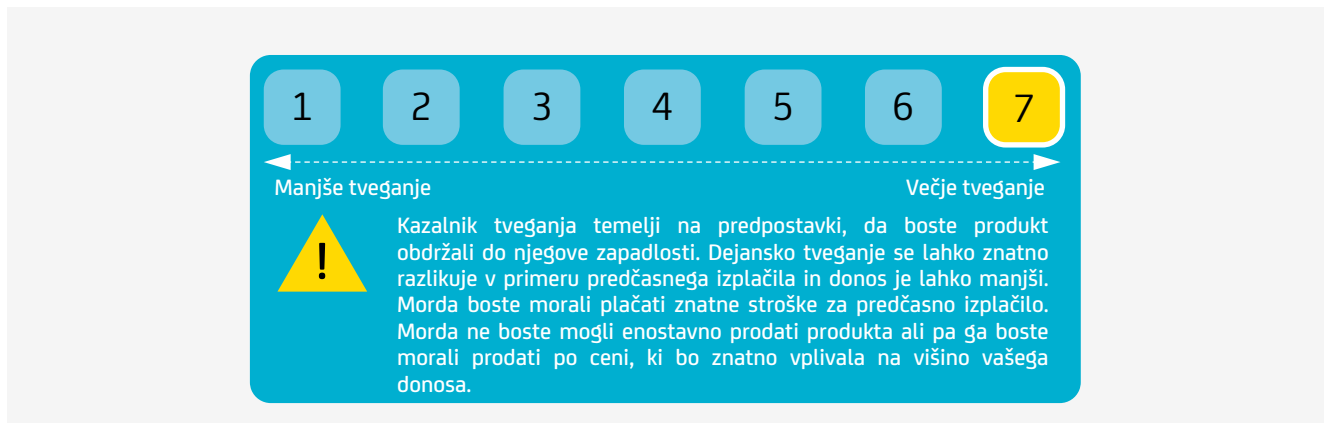 1 2 3 4 5 6 7
Manjše tveganje Večje tveganje
Kazalnik tveganja temelji na predpostavki, da boste produkt
obdržali do njegove zapadlosti. Dejansko tveganje se lahko znatno
razlikuje v primeru predčasnega izplačila in donos je lahko manjši.
Morda boste morali plačati znatne stroške za predčasno izplačilo.
Morda ne boste mogli enostavno prodati produkta ali pa ga boste
morali prodati po ceni, ki bo znatno vplivala na višino vašega
donosa.
!